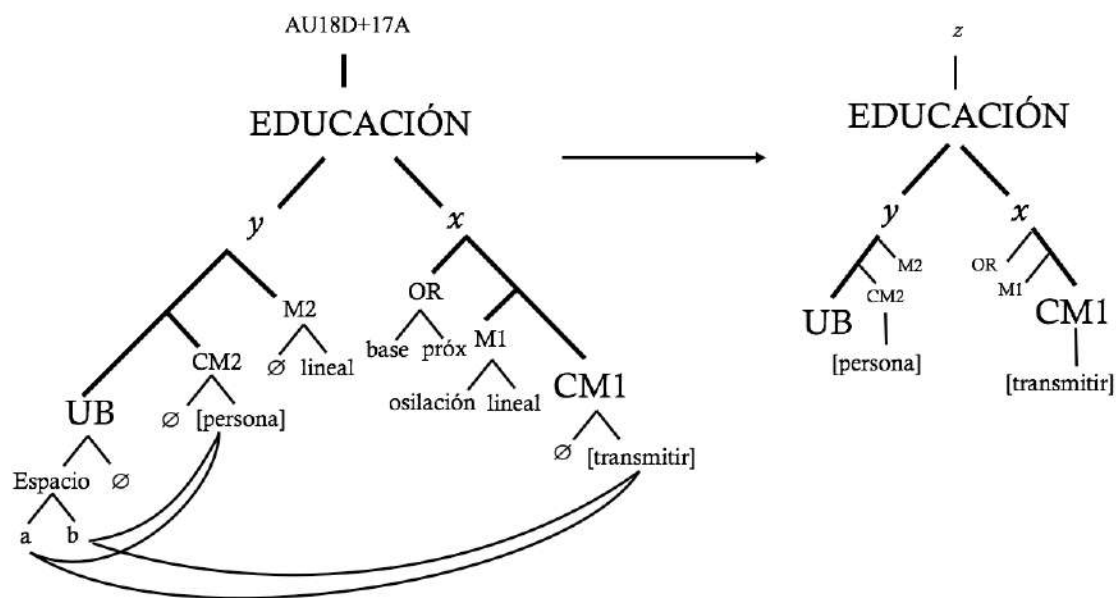 AU18D+17A
EDUCACIÓN
y x
OR
M2
base próx M1
∅ lineal
CM2
osilación lineal
CM1
UB
∅ [persona]
∅ [transmitir]
Espacio ∅
a b
z
EDUCACIÓN
y x
M2
OR
CM2
M1
UB
CM1
[persona]
[transmitir]